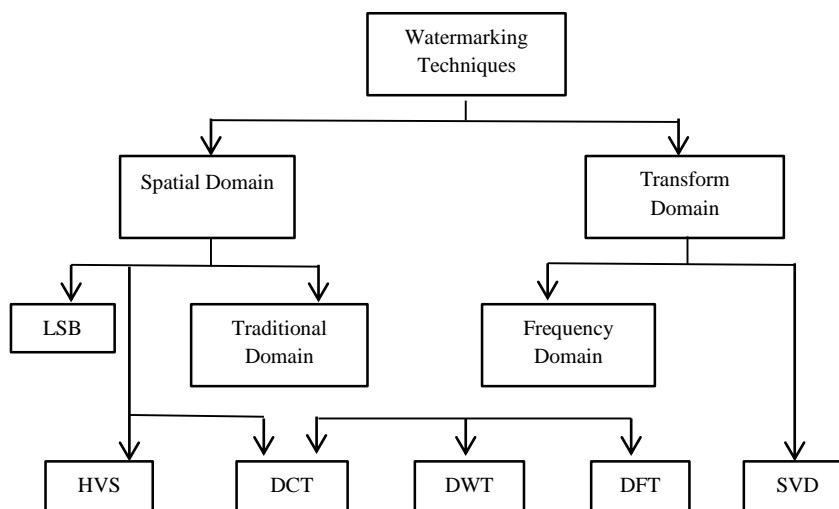 Watermarking
Techniques
Spatial Domain
Transform
Domain
LSB
Traditional
Domain
Frequency
Domain
HVS
DCT
DWT
DFT
SVD